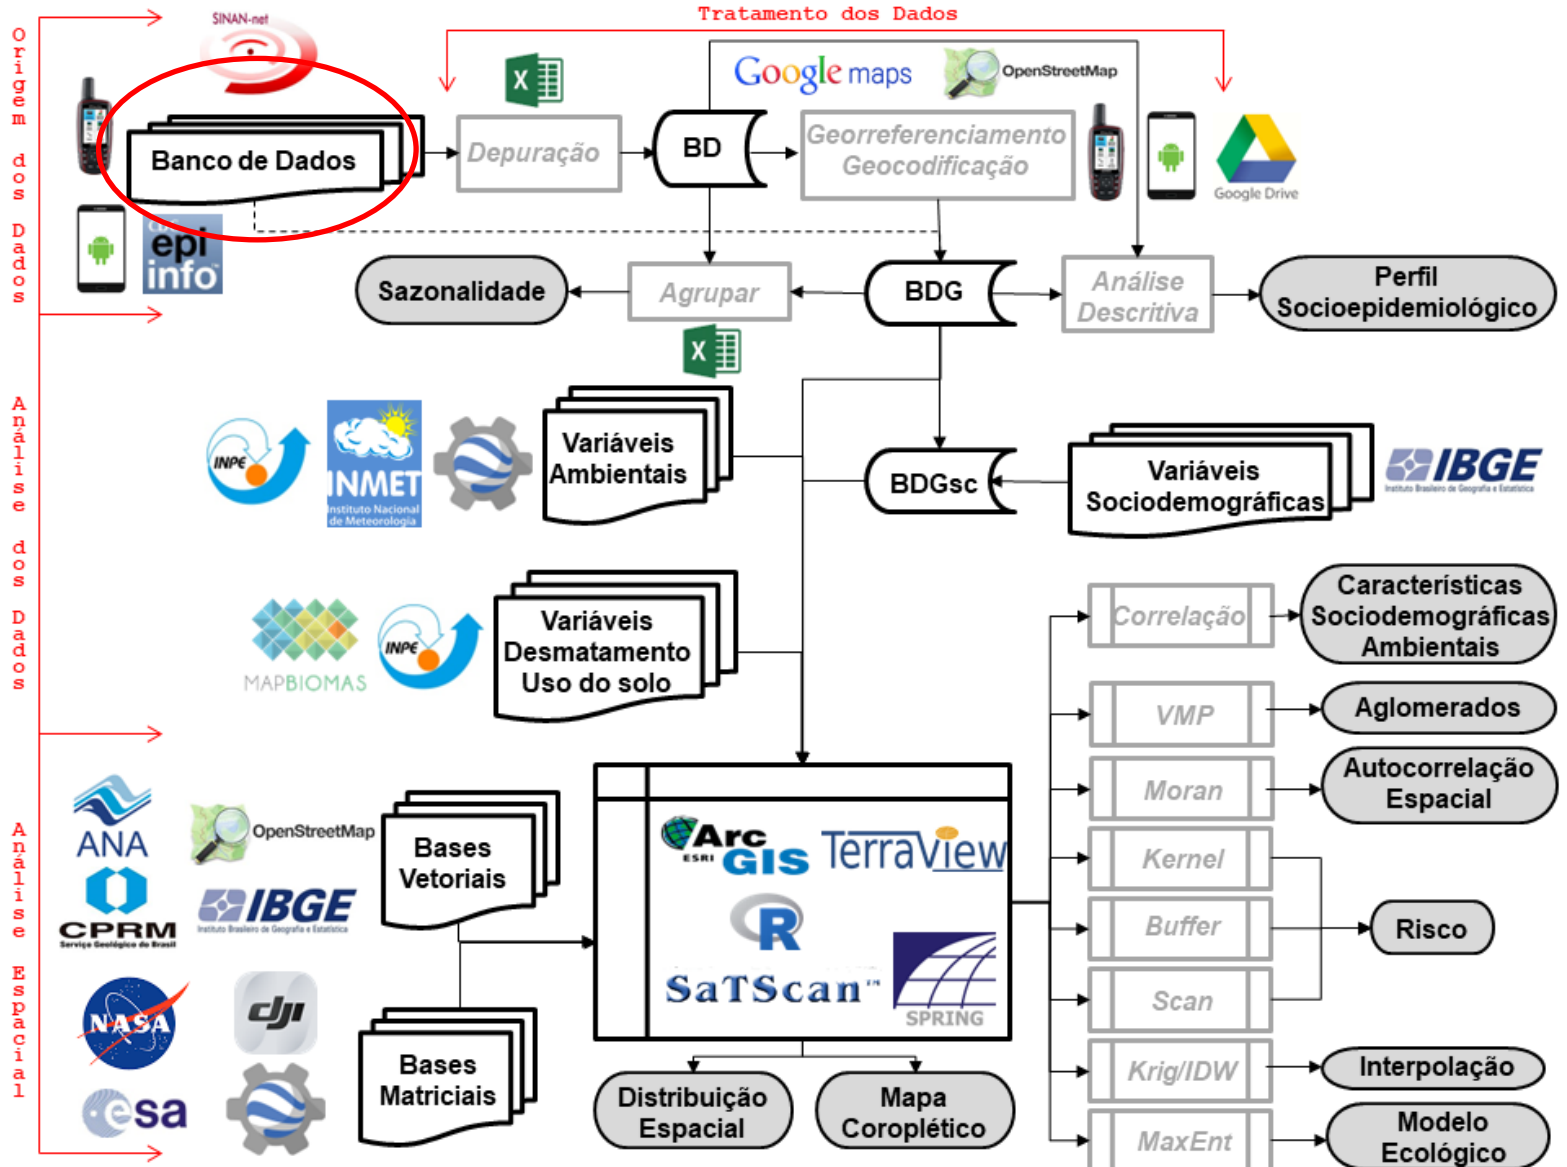 Tratamento dos Dados
Origem dos Dados
SINAN-net
Google maps
OpenStreetMap
Banco de Dados
Depuração
BD
Georreferenciamento
Geocodificação
Google Drive
epi
info
Sazonalidade
Agrupar
BDG
Análise
Descritiva
Perfil
Socioepidemiológico
Análise dos Dados
INPE
INMET
Instituto Nacional
de Meteorologia
Variáveis
Ambientais
BDGsc
Variáveis
Sociodemográficas
IBGE
Instituto Brasileiro de Geografia e Estatística
MAPBIOMAS
INPE
Variáveis
Desmatamento
Uso do solo
Correlação
Características
Sociodemográficas
Ambientais
VMP
Aglomerados
Moran
Autocorrelação
Espacial
Análise Espacial
ANA
OpenStreetMap
CPRM
Serviço Geológico do Brasil
IBGE
Instituto Brasileiro de Geografia e Estatística
Bases
Vetoriais
ESRI
Arc
GIS
TerraView
R
SaTScan™
SPRING
Kernel
Buffer
Scan
Risco
NASA
dji
esa
Bases
Matriciais
Distribuição
Espacial
Mapa
Coroplético
Krig/IDW
Interpolação
MaxEnt
Modelo
Ecológico